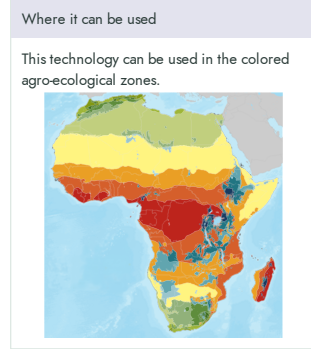 Where it can be used
This technology can be used in the colored
agro-ecological zones.